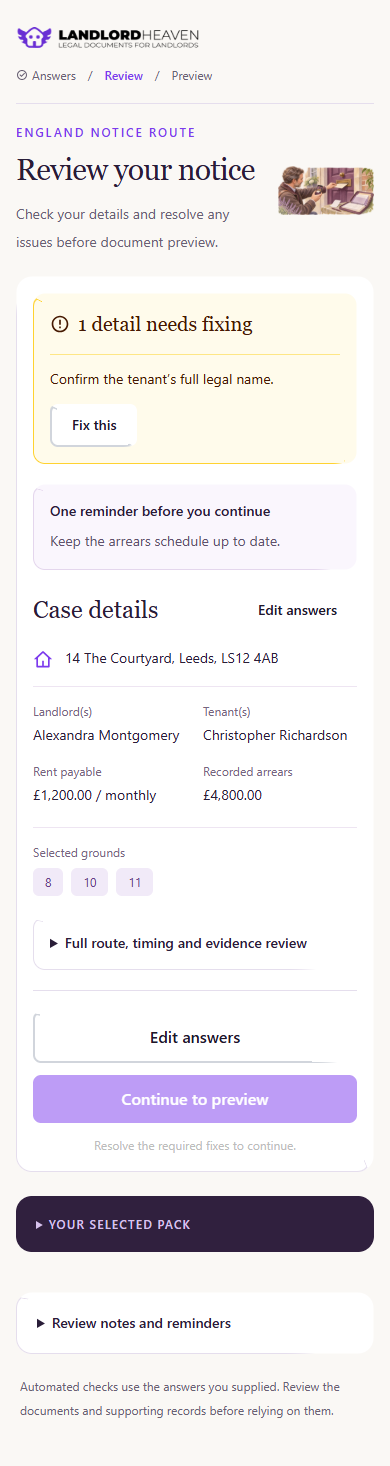 LANDLORDHEAVEN
LEGAL DOCUMENTS FOR LANDLORDS
Answers / Review / Preview
ENGLAND NOTICE ROUTE
Review your notice
Check your details and resolve any
issues before document preview.
1 detail needs fixing
Confirm the tenant's full legal name.
Fix this
One reminder before you continue
Keep the arrears schedule up to date.
Case details
Edit answers
14 The Courtyard, Leeds, LS12 4AB
Landlord(s) Tenant(s)
Alexandra Montgomery Christopher Richardson
Rent payable Recorded arrears
£1,200.00 / monthly £4,800.00
Selected grounds
8 10 11
Full route, timing and evidence review
Edit answers
Continue to preview
Resolve the required fixes to continue.
YOUR SELECTED PACK
Review notes and reminders
Automated checks use the answers you supplied. Review the
documents and supporting records before relying on them.